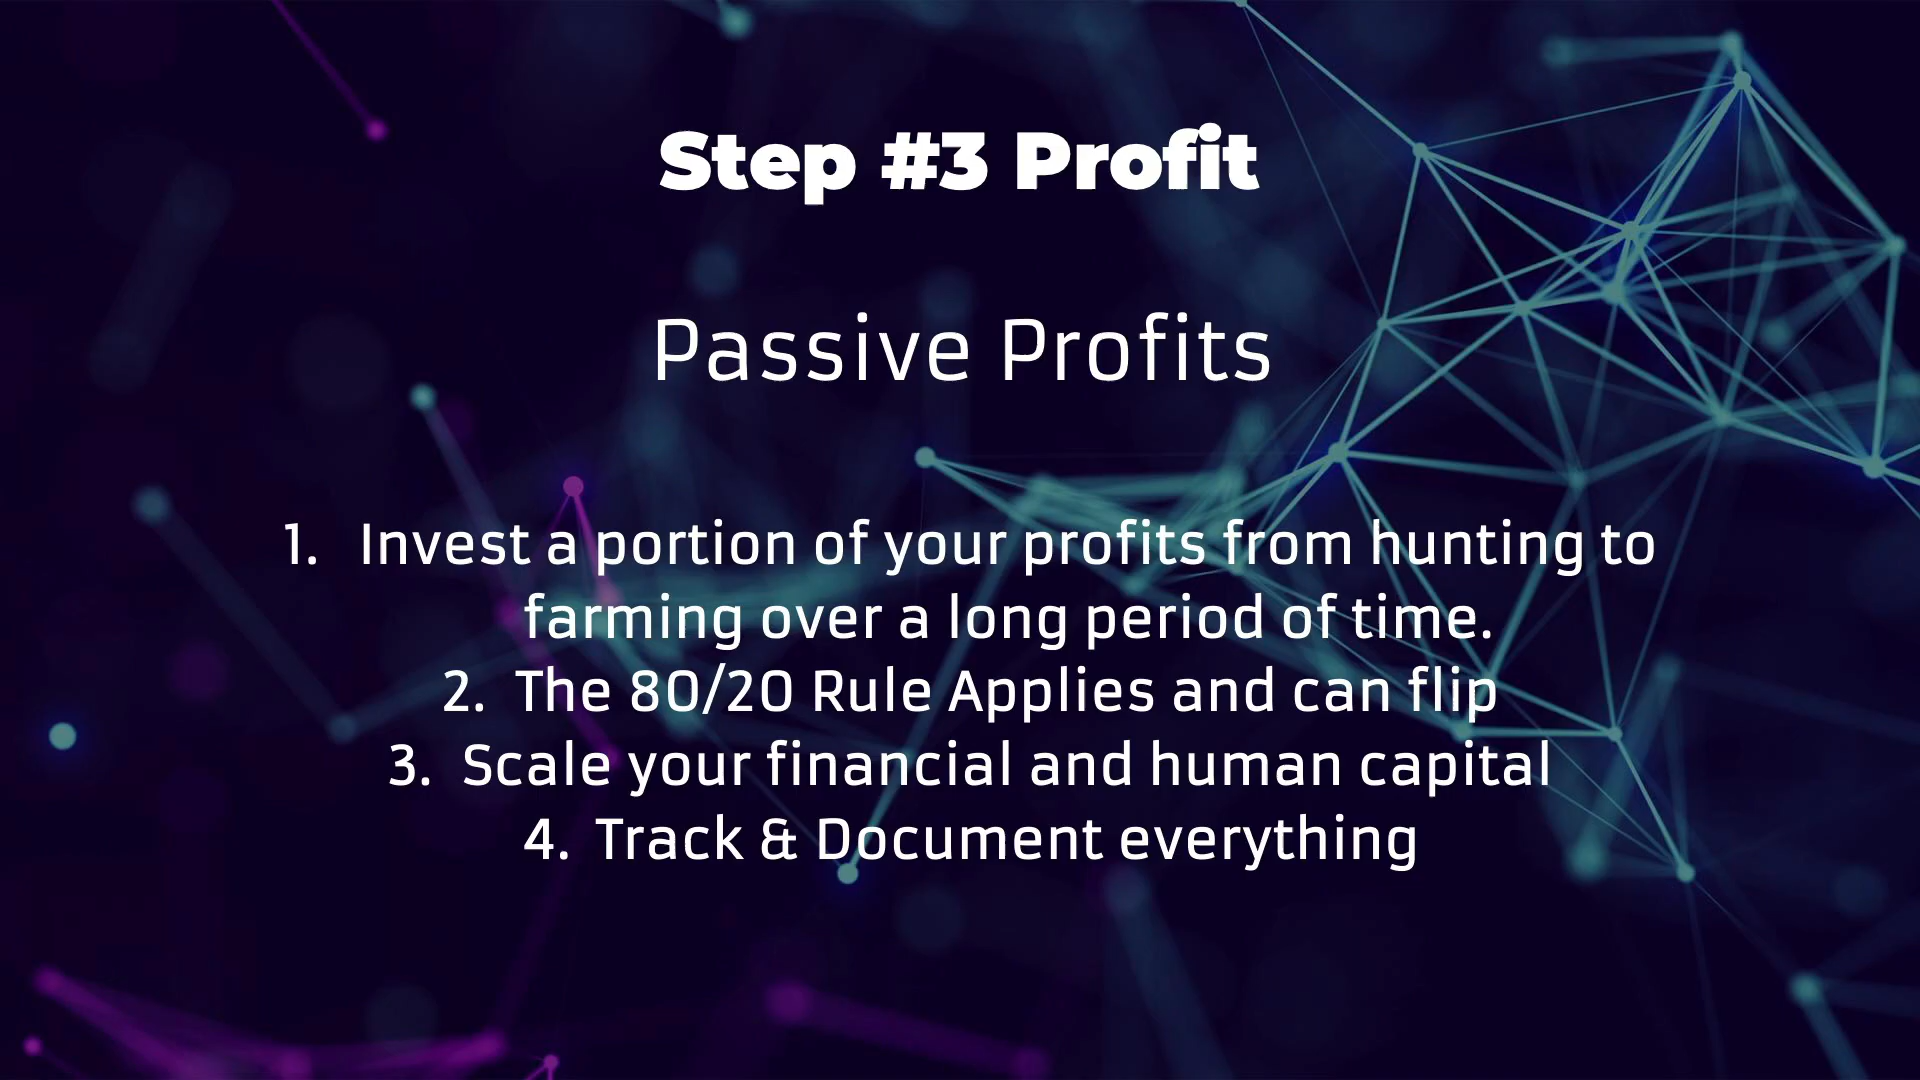 Step #3 Profit
Passive Profits
1. Invest a portion of your profits from hunting to
farming over a long period of time.
2. The 80/20 Rule Applies and can flip
3. Scale your financial and human capital
4. Track & Document everything